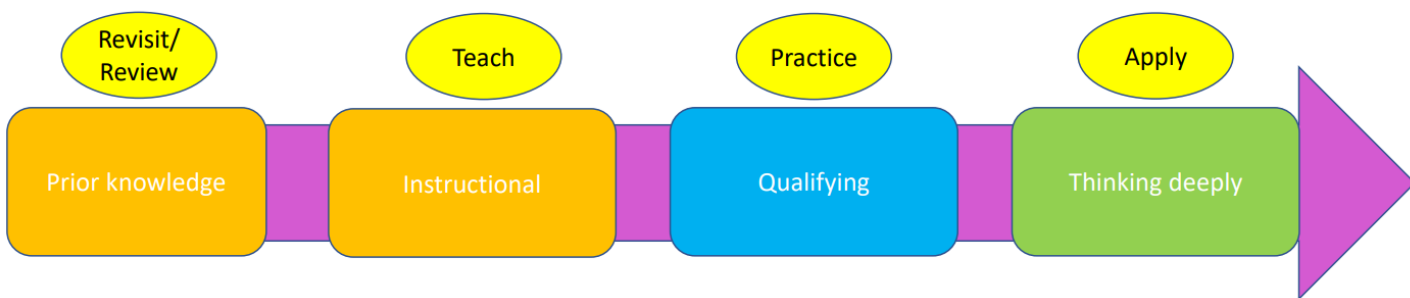 Revisit/
Review
Teach
Practice
Apply
Prior knowledge
Instructional
Qualifying
Thinking deeply